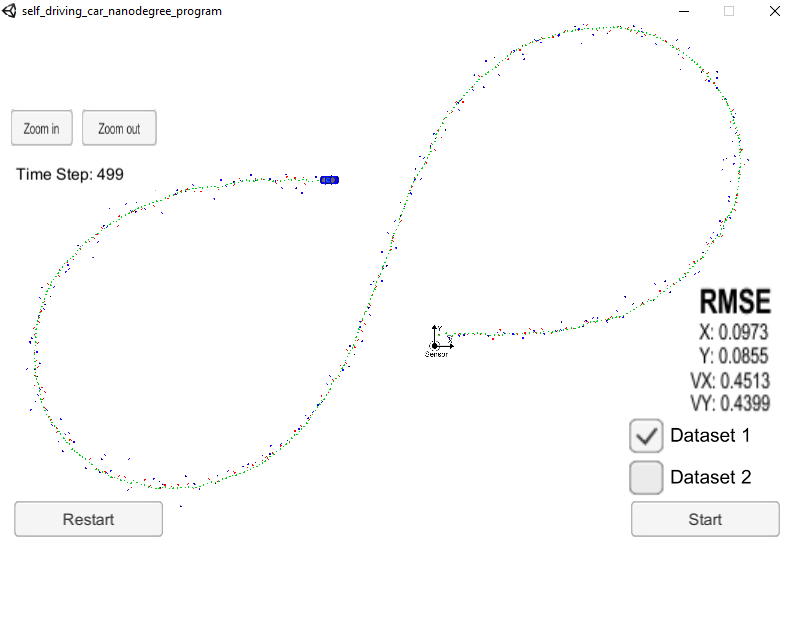 self_driving_car_nanodegree_program
Zoom in
Zoom out
Time Step: 499
RMSE
X: 0.0973
Y: 0.0855
VX: 0.4513
VY: 0.4399
Y
X
Sensor
Dataset 1
Dataset 2
Restart
Start